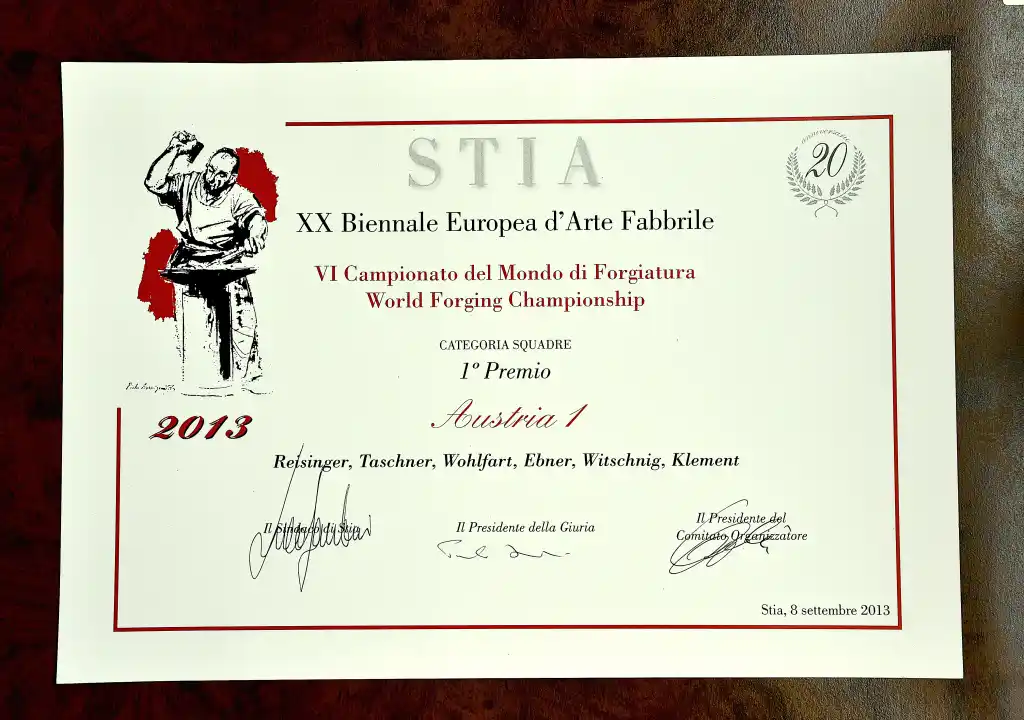 STIA
anniversario
20
XX Biennale Europea d'Arte Fabbrile
VI Campionato del Mondo di Forgiatura
World Forging Championship
CATEGORIA SQUADRE
1º Premio
Austria 1
2013
Reisinger, Taschner, Wohlfart, Ebner, Witschnig, Klement
Il Sindaco di Stia
Il Presidente della Giuria
Il Presidente del
Comitato Organizzatore
Stia, 8 settembre 2013